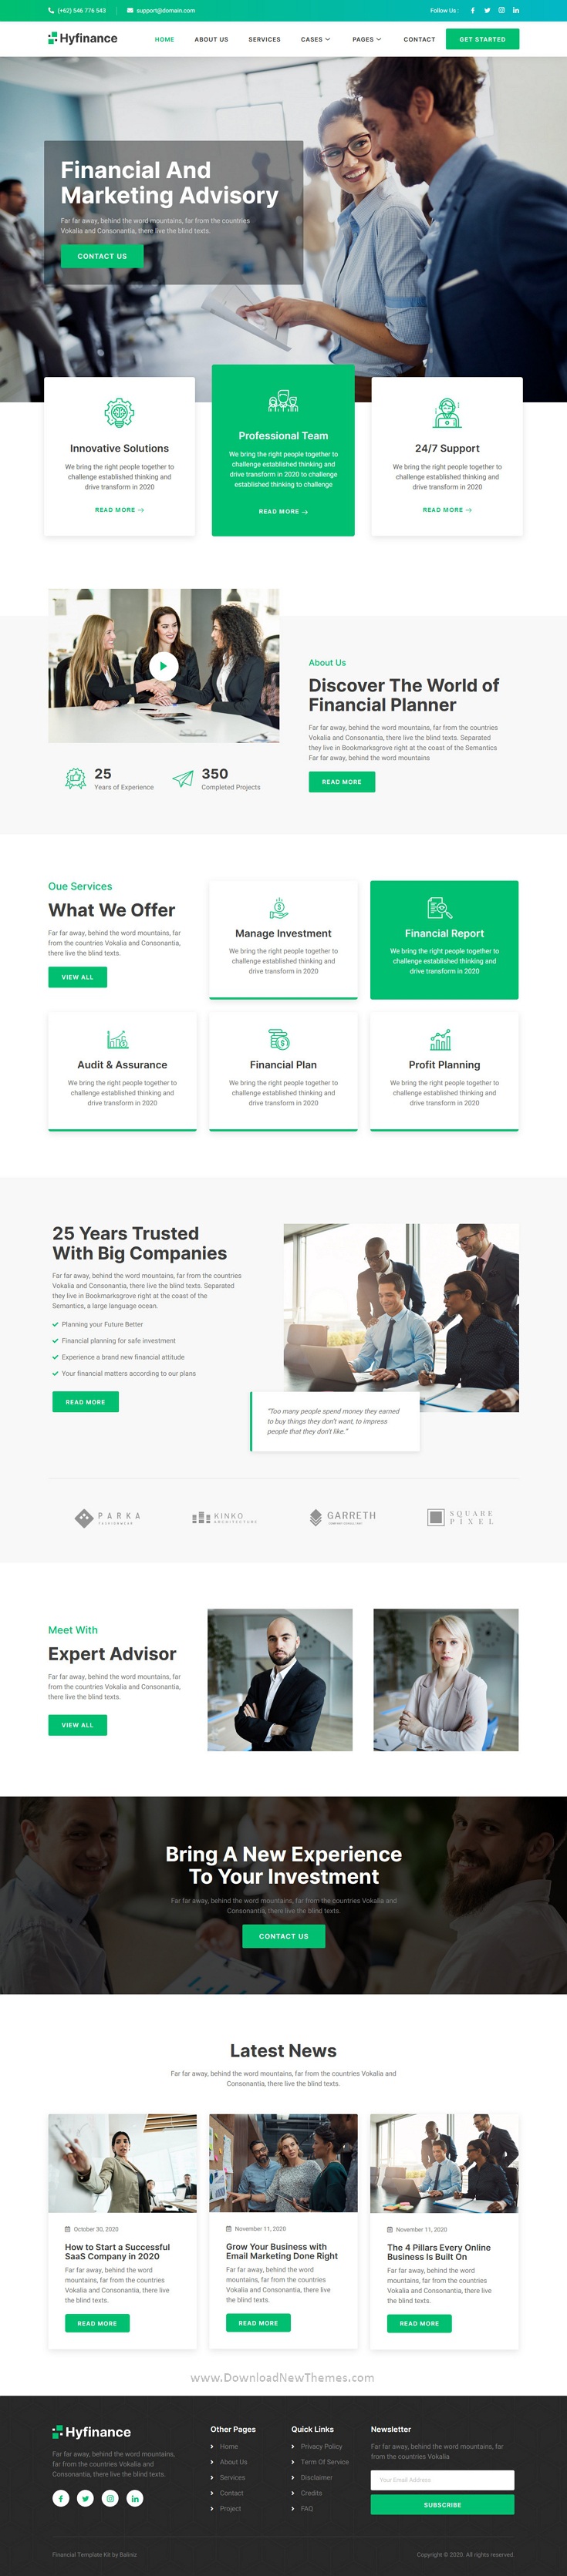 (+62) 546 776 543
support@domain.com
Follow Us :
Hyfinance
HOME
ABOUT US
SERVICES
CASES
PAGES
CONTACT
GET STARTED
Financial And
Marketing Advisory
Far far away, behind the word mountains, far from the countries
Vokalia and Consonantia, there live the blind texts.
CONTACT US
Innovative Solutions
We bring the right people together to
challenge established thinking and
drive transform in 2020
READ MORE
Professional Team
We bring the right people together to
challenge established thinking and
drive transform in 2020 to challenge
established thinking to challenge
READ MORE
24/7 Support
We bring the right people together to
challenge established thinking and
drive transform in 2020
READ MORE
25
Years of Experience
350
Completed Projects
About Us
Discover The World of
Financial Planner
Far far away, behind the word mountains, far from the countries
Vokalia and Consonantia, there live the blind texts. Separated
they live in Bookmarksgrove right at the coast of the Semantics
Far far away, behind the word mountains
READ MORE
Oue Services
What We Offer
Far far away, behind the word mountains, far
from the countries Vokalia and Consonantia,
there live the blind texts.
VIEW ALL
Manage Investment
We bring the right people together to
challenge established thinking and
drive transform in 2020
Financial Report
We bring the right people together to
challenge established thinking and
drive transform in 2020
Audit & Assurance
We bring the right people together to
challenge established thinking and
drive transform in 2020
Financial Plan
We bring the right people together to
challenge established thinking and
drive transform in 2020
Profit Planning
We bring the right people together to
challenge established thinking and
drive transform in 2020
25 Years Trusted
With Big Companies
Far far away, behind the word mountains, far from the countries
Vokalia and Consonantia, there live the blind texts. Separated
they live in Bookmarksgrove right at the coast of the
Semantics, a large language ocean.
Planning your Future Better
Financial planning for safe investment
Experience a brand new financial attitude
Your financial matters according to our plans
READ MORE
"Too many people spend money they earned
to buy things they don't want, to impress
people that they don't like."
PARKA
KINKO
ARCHITECTURE
GARRETH
SQUARE
PIXEL
Meet With
Expert Advisor
Far far away, behind the word mountains, far
from the countries Vokalia and Consonantia,
there live the blind texts.
VIEW ALL
Bring A New Experience
To Your Investment
Far far away, behind the word mountains, far from the countries Vokalia and
Consonantia, there live the blind texts.
CONTACT US
Latest News
Far far away, behind the word mountains, far from the countries Vokalia and
Consonantia, there live the blind texts.
October 30, 2020
How to Start a Successful
SaaS Company in 2020
Far far away, behind the word
mountains, far from the countries
Vokalia and Consonantia, there live
the blind texts.
READ MORE
November 11, 2020
Grow Your Business with
Email Marketing Done Right
Far far away, behind the word
mountains, far from the countries
Vokalia and Consonantia, there live
the blind texts.
READ MORE
November 11, 2020
The 4 Pillars Every Online
Business Is Built On
Far far away, behind the word
mountains, far from the countries
Vokalia and Consonantia, there live
the blind texts.
READ MORE
www.DownloadNewThemes.com
Hyfinance
Far far away, behind the word mountains,
far from the countries Vokalia and
Consonantia, there live the blind texts.
Other Pages
Home
About Us
Services
Contact
Project
Quick Links
Privacy Policy
Term Of Service
Disclaimer
Credits
FAQ
Newsletter
Far far away, behind the word mountains, far
from the countries Vokalia
Your Email Address
SUBSCRIBE
Financial Template Kit by Baliniz
Copyright © 2020. All rights reserved.